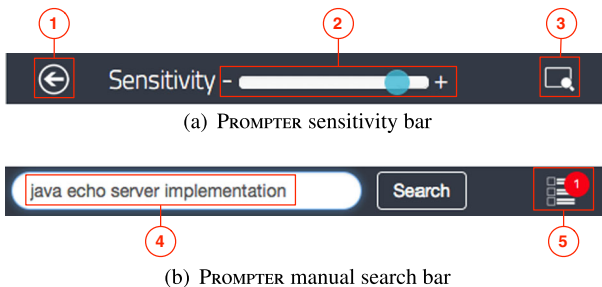 1 2 3
Sensitivity - +
(a) PROMPTER sensitivity bar
java echo server implementation Search 1
4 5
(b) PROMPTER manual search bar